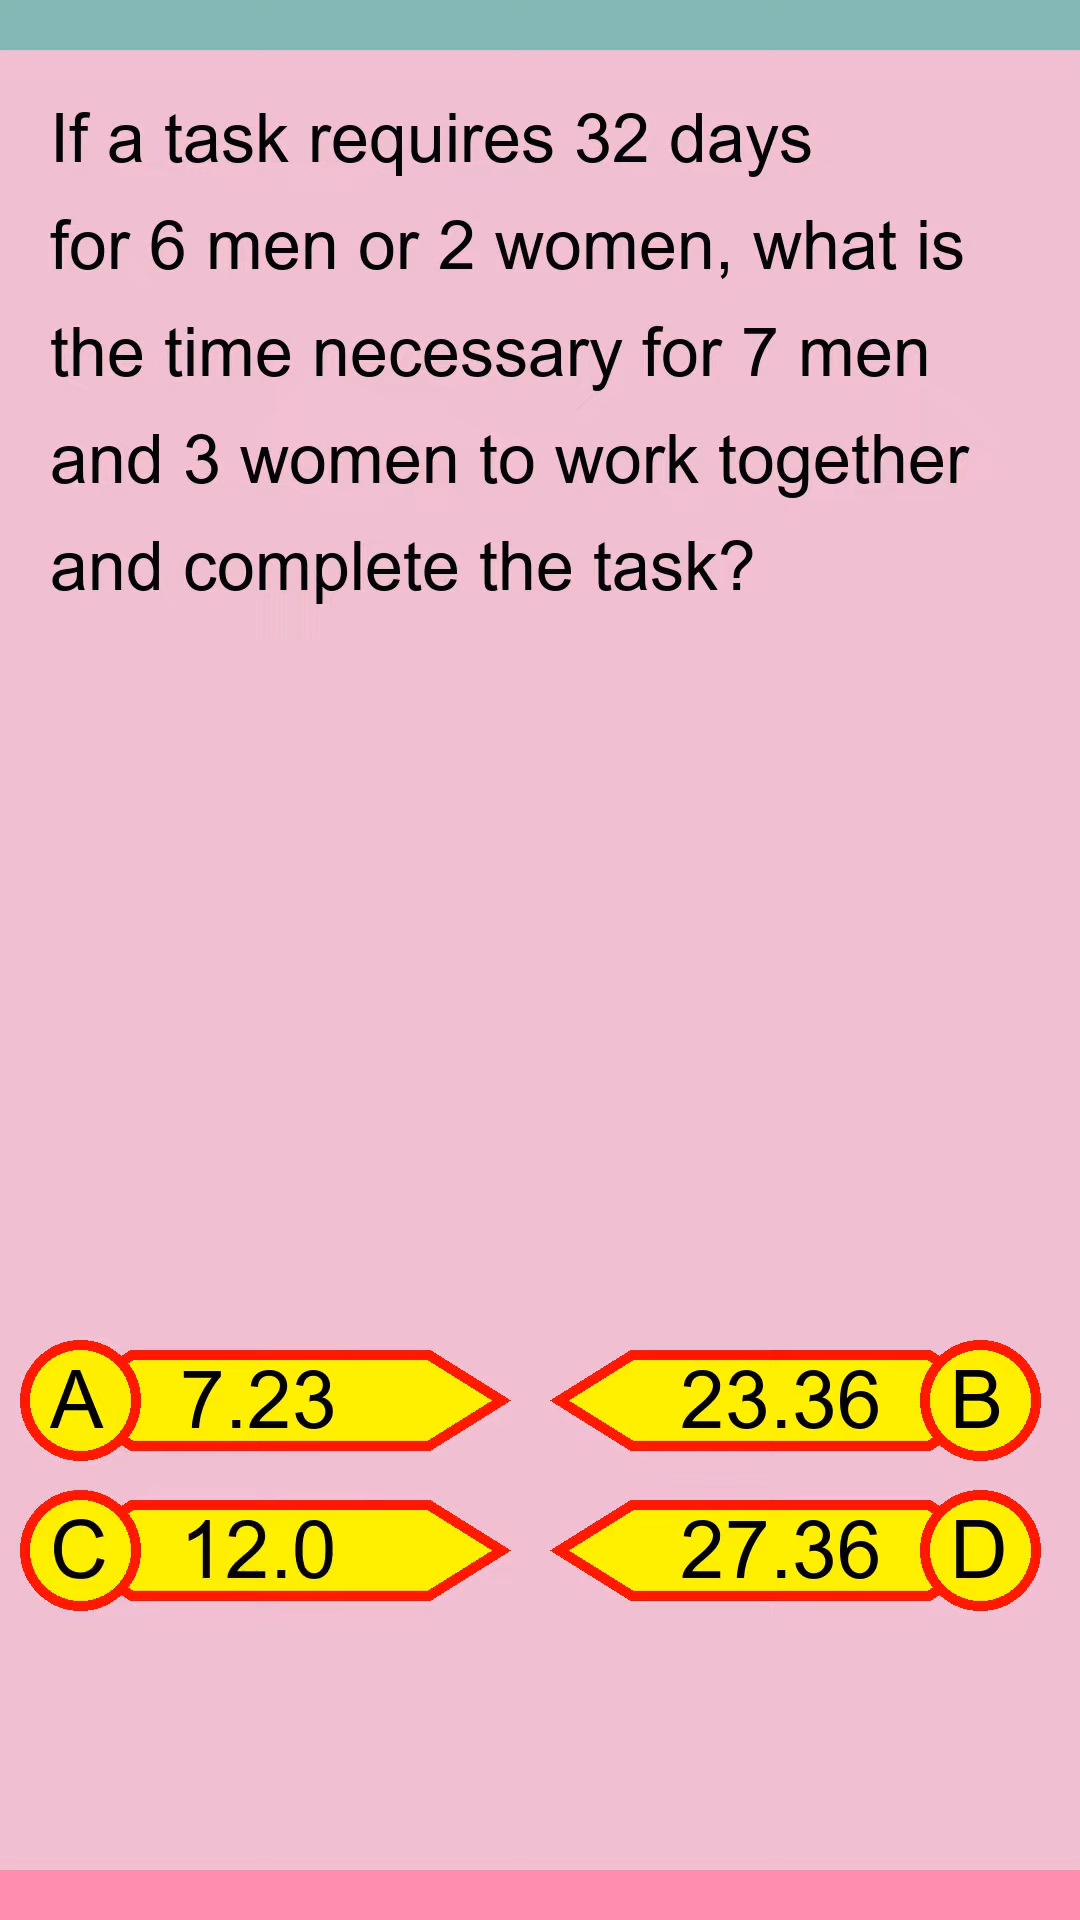 If a task requires 32 days
for 6 men or 2 women, what is
the time necessary for 7 men
and 3 women to work together
and complete the task?
A 7.23
23.36 B
C 12.0
27.36 D